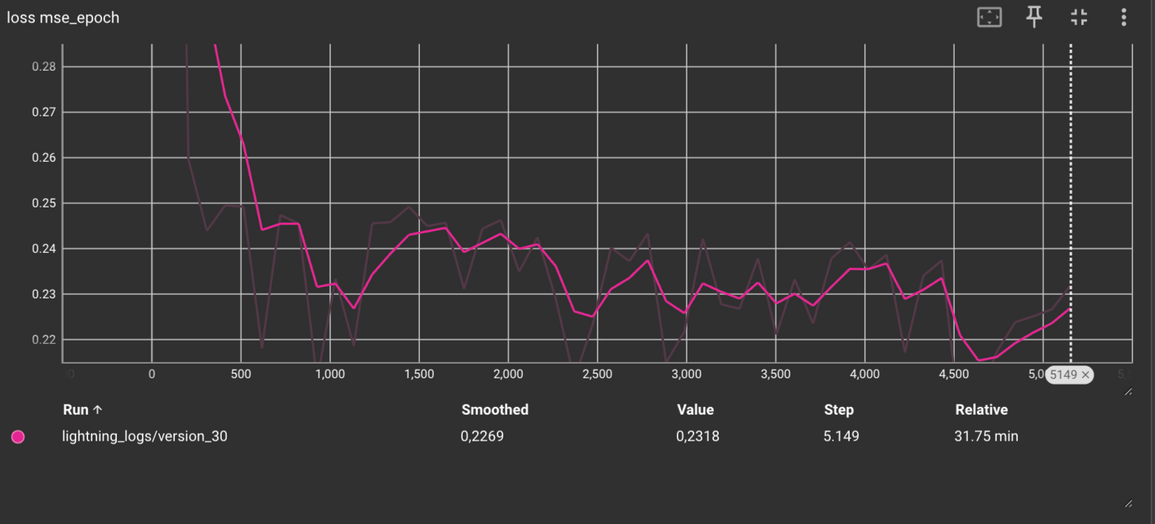 loss mse_epoch
0.28
0.27
0.26
0.25
0.24
0.23
0.22
0 500 1,000 1,500 2,000 2,500 3,000 3,500 4,000 4,500 5,0 5149 ×
Run ↑ Smoothed Value Step Relative
lightning_logs/version_30 0,2269 0,2318 5.149 31.75 min